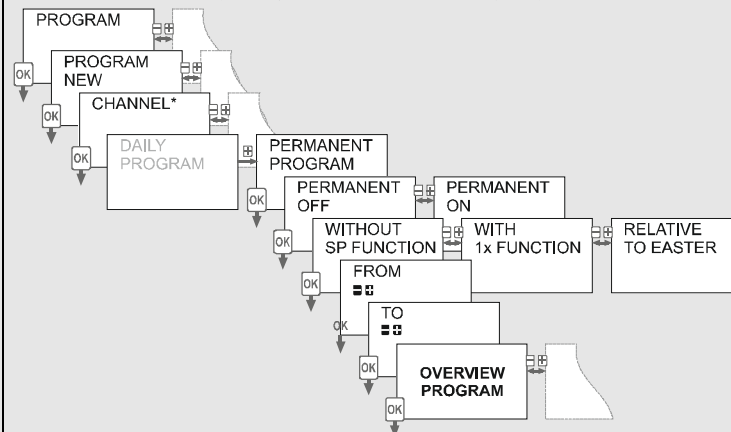 PROGRAM
OK
PROGRAM
NEW
OK
CHANNEL*
OK
DAILY
PROGRAM
PERMANENT
PROGRAM
OK
PERMANENT
OFF
PERMANENT
ON
OK
WITHOUT
SP FUNCTION
WITH
1x FUNCTION
RELATIVE
TO EASTER
OK
FROM
OK
TO
OK
OVERVIEW
PROGRAM
OK